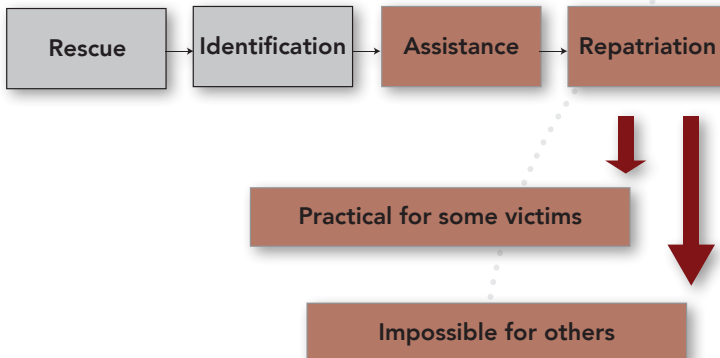 Rescue
Identification
Assistance
Repatriation
Practical for some victims
Impossible for others